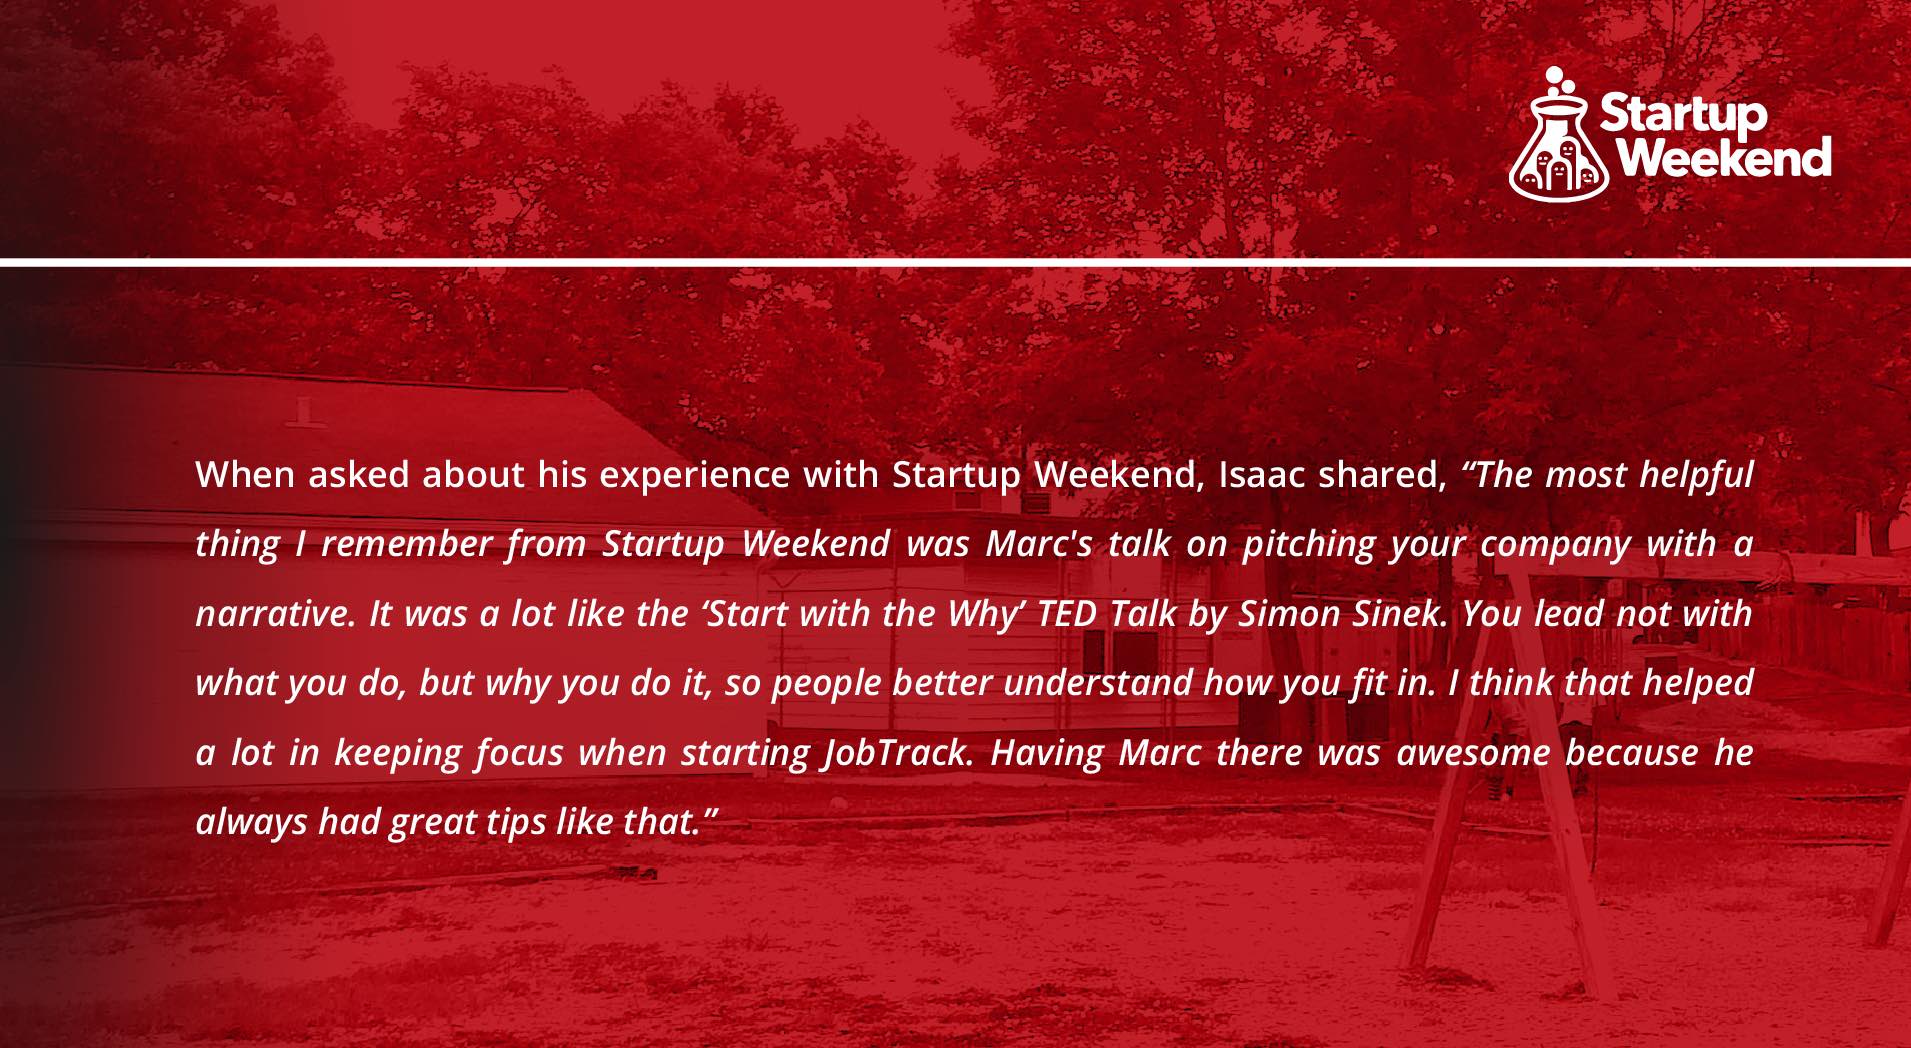 Startup
Weekend
When asked about his experience with Startup Weekend, Isaac shared, “The most helpful
thing I remember from Startup Weekend was Marc's talk on pitching your company with a
narrative. It was a lot like the ‘Start with the Why’ TED Talk by Simon Sinek. You lead not with
what you do, but why you do it, so people better understand how you fit in. I think that helped
a lot in keeping focus when starting JobTrack. Having Marc there was awesome because he
always had great tips like that.”